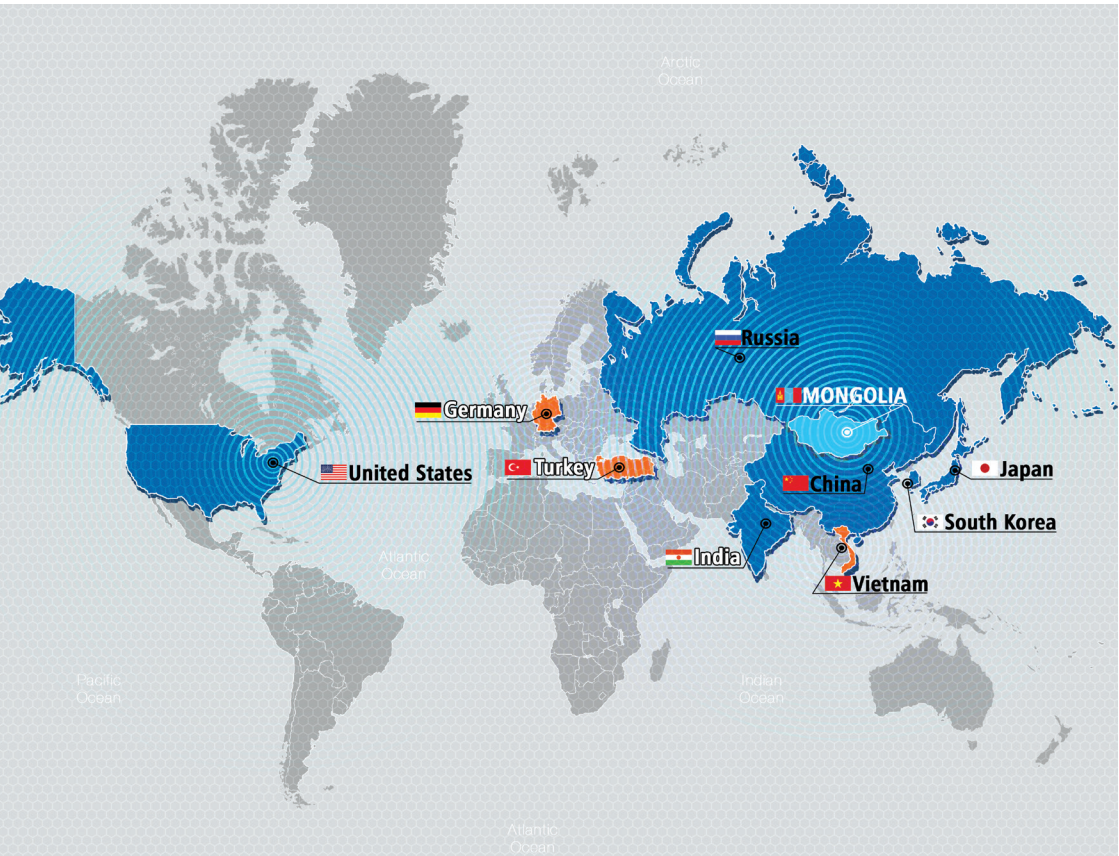 Arctic
Ocean
Russia
MONGOLIA
Germany
United States
Turkey
Japan
China
South Korea
India
Atlantic
Ocean
Vietnam
Pacific
Ocean
Indian
Ocean
Atlantic
Ocean